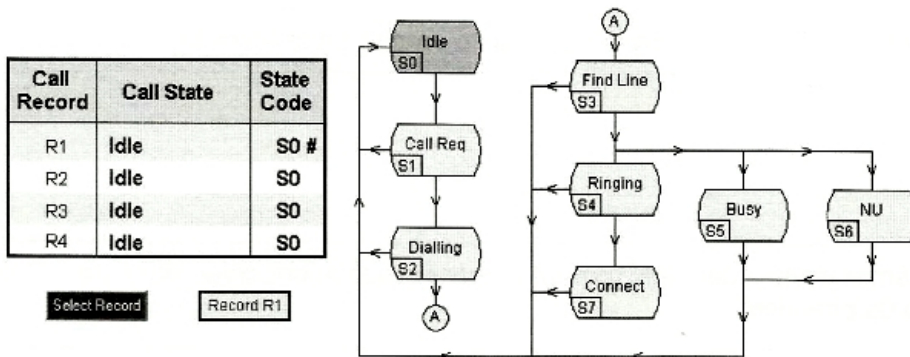 Call Record Call State State Code
R1 Idle S0 #
R2 Idle S0
R3 Idle S0
R4 Idle S0
Select Record Record R1
Idle
S0
Call Req
S1
Dialling
S2
A
A
Find Line
S3
Ringing
S4
Connect
S7
Busy
S5
NU
S6